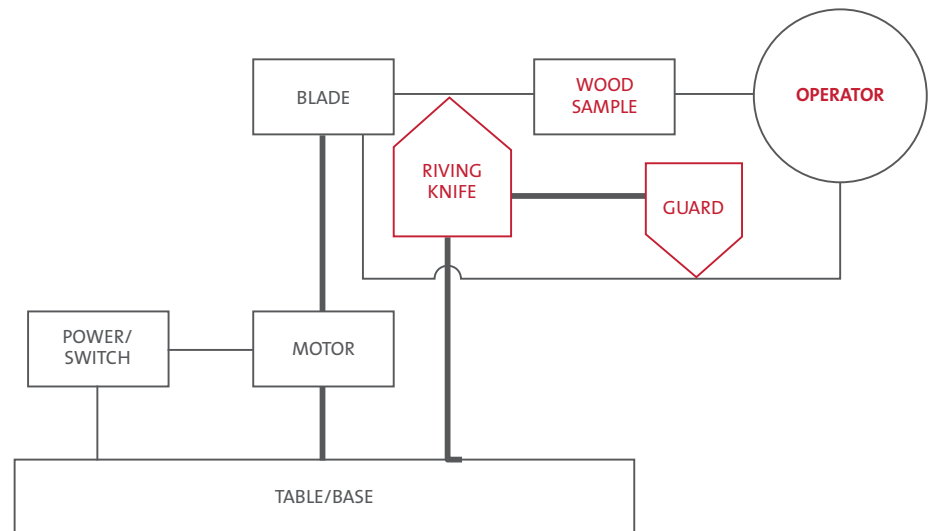 BLADE
WOOD
SAMPLE
OPERATOR
RIVING
KNIFE
GUARD
POWER/
SWITCH
MOTOR
TABLE/BASE